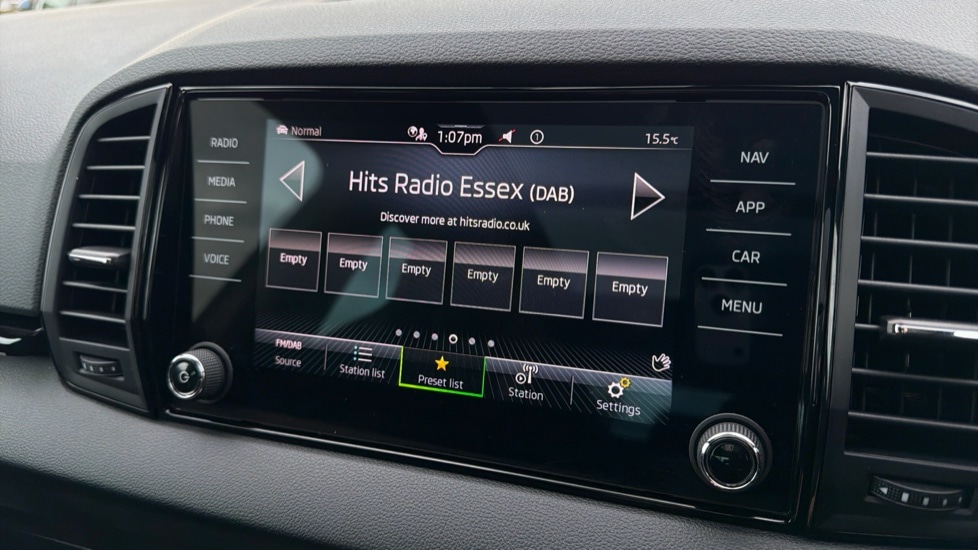 RADIO
MEDIA
PHONE
VOICE
Normal
1:07pm
1
15.5°C
Hits Radio Essex (DAB)
Discover more at hitsradio.co.uk
Empty
Empty
Empty
Empty
Empty
Empty
FM/DAB
Source
Station list
Preset list
Station
Settings
NAV
APP
CAR
MENU